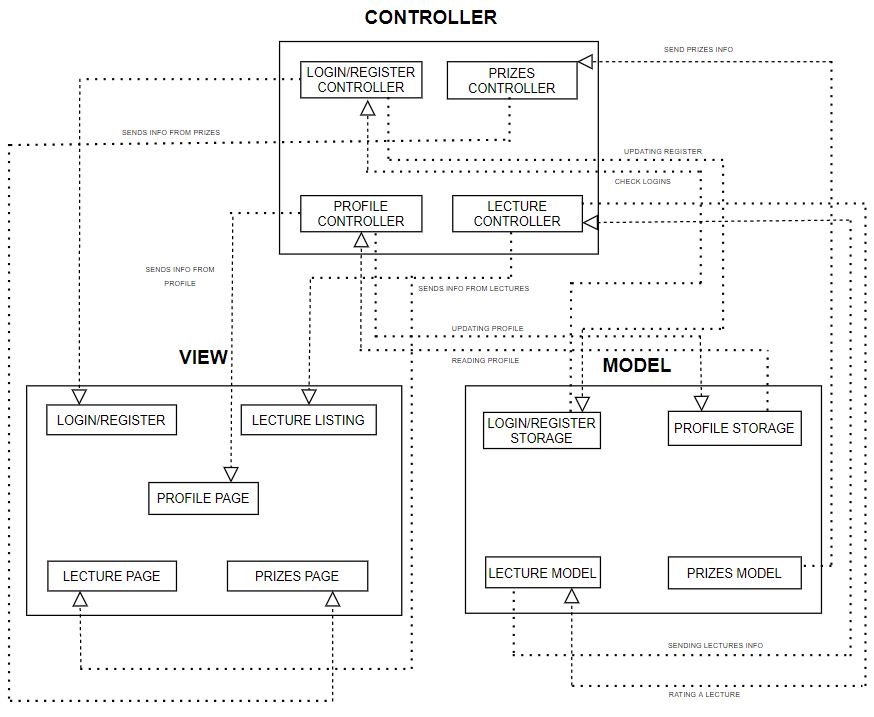 CONTROLLER
SEND PRIZES INFO
LOGIN/REGISTER
CONTROLLER
PRIZES
CONTROLLER
SENDS INFO FROM PRIZES
UPDATING REGISTER
CHECK LOGINS
PROFILE
CONTROLLER
LECTURE
CONTROLLER
SENDS INFO FROM
PROFILE
SENDS INFO FROM LECTURES
UPDATING PROFILE
READING PROFILE
VIEW
MODEL
LOGIN/REGISTER
LECTURE LISTING
LOGIN/REGISTER
STORAGE
PROFILE STORAGE
PROFILE PAGE
LECTURE PAGE
PRIZES PAGE
LECTURE MODEL
PRIZES MODEL
SENDING LECTURES INFO
RATING A LECTURE